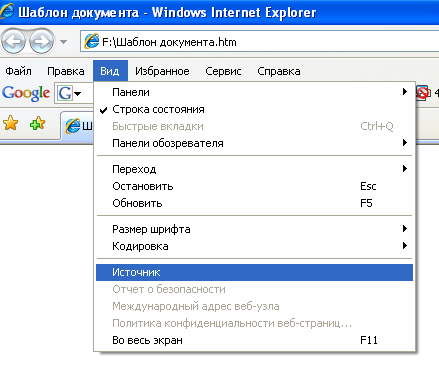 Шаблон документа - Windows Internet Explorer
F:\Шаблон документа.htm
Файл Правка Вид Избранное Сервис Справка
Google G 4
Панели
Строка состояния
Быстрые вкладки Ctrl+Q
Панели обозревателя
Переход
Остановить Esc
Обновить F5
Размер шрифта
Кодировка
Источник
Отчет о безопасности
Международный адрес веб-узла
Политика конфиденциальности веб-страниц...
Во весь экран F11